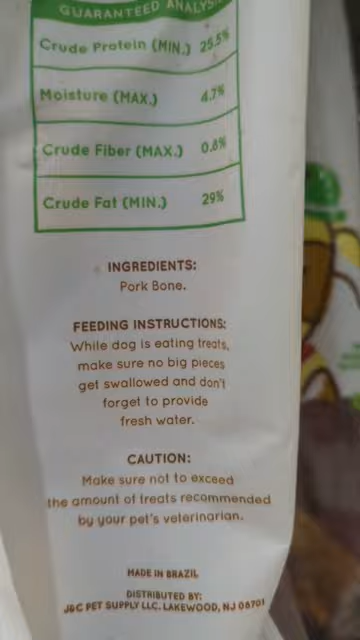 GUARANTEED ANALYSIS
Crude Protein (MIN.) 25.5%
Moisture (MAX.) 4.7%
Crude Fiber (MAX.) 0.8%
Crude Fat (MIN.) 29%
INGREDIENTS:
Pork Bone.
FEEDING INSTRUCTIONS:
While dog is eating treats,
make sure no big pieces
get swallowed and don't
forget to provide
fresh water.
CAUTION:
Make sure not to exceed
the amount of treats recommended
by your pet's veterinarian.
MADE IN BRAZIL
DISTRIBUTED BY:
J&C PET SUPPLY LLC. LAKEWOOD, NJ 08701